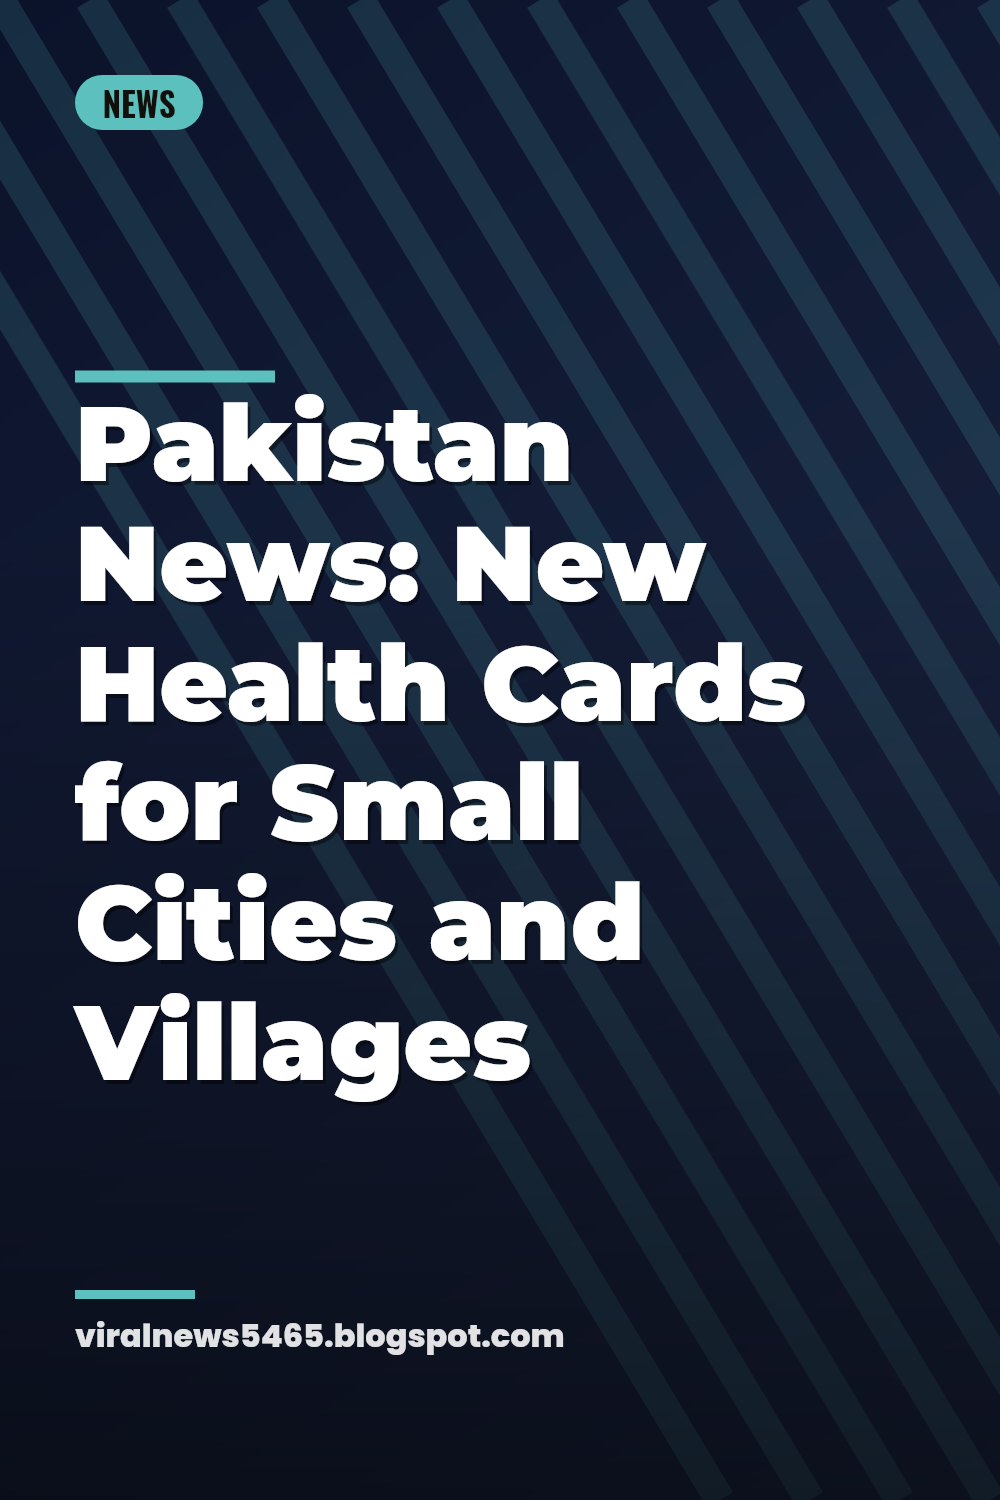 NEWS
Pakistan
News: New
Health Cards
for Small
Cities and
Villages
viralnews5465.blogspot.com